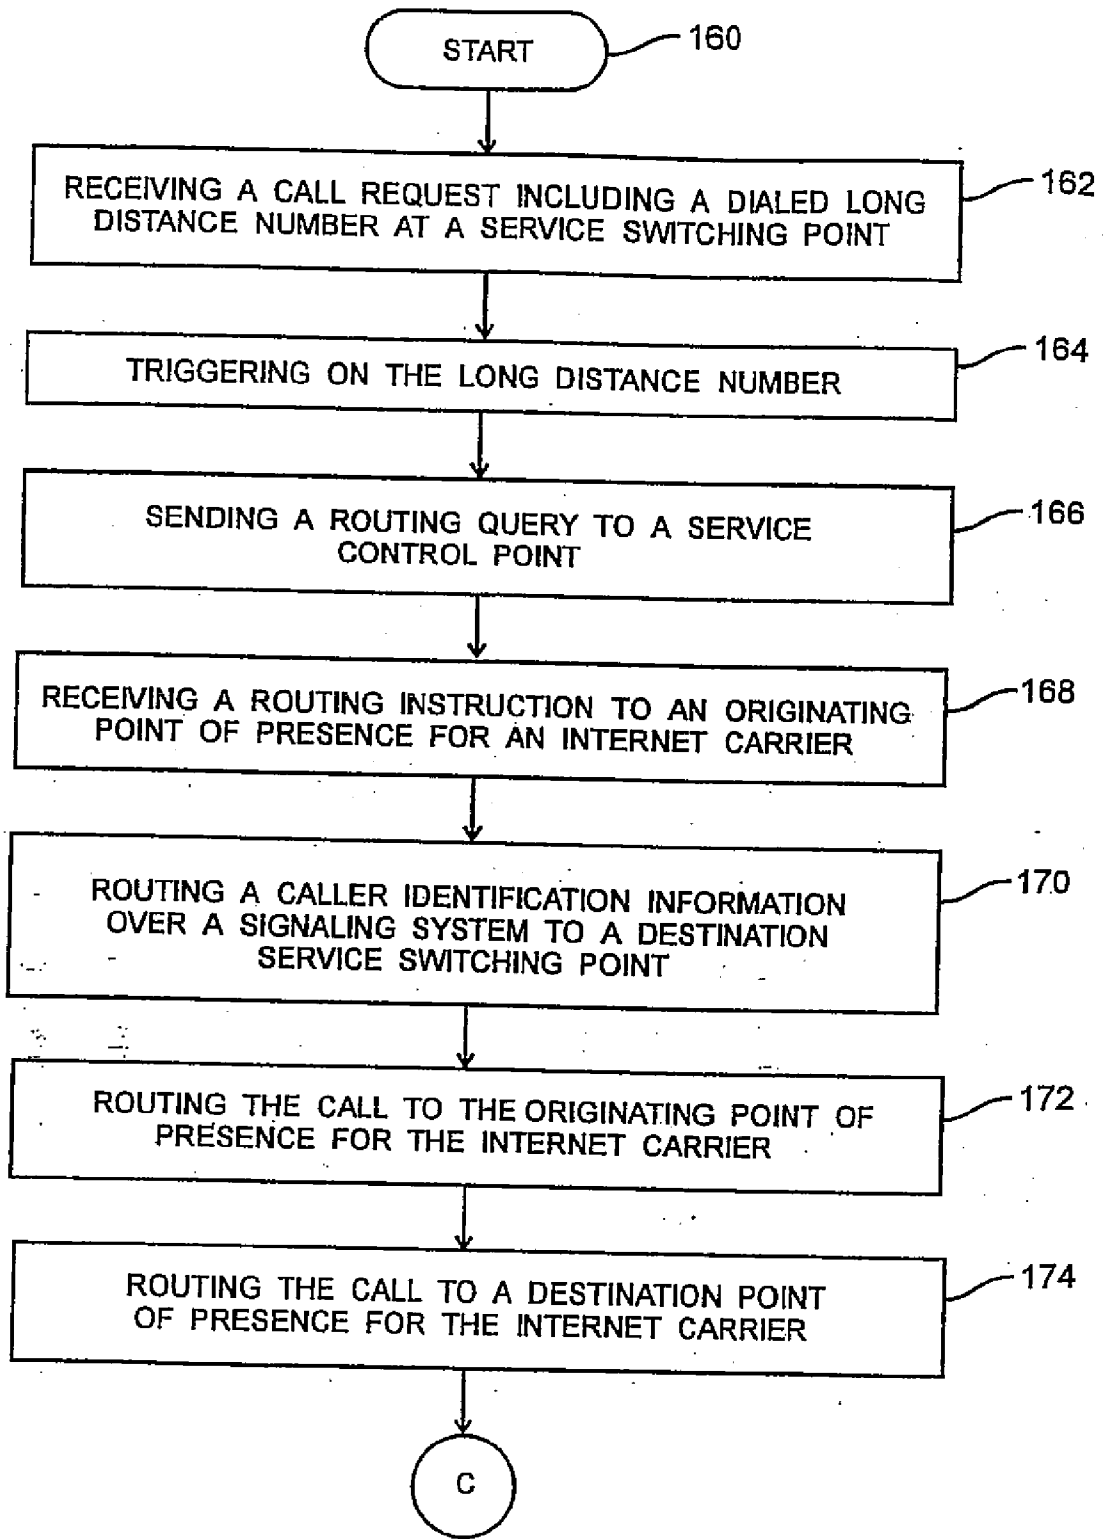 START
160
RECEIVING A CALL REQUEST INCLUDING A DIALED LONG
DISTANCE NUMBER AT A SERVICE SWITCHING POINT
162
TRIGGERING ON THE LONG DISTANCE NUMBER
164
SENDING A ROUTING QUERY TO A SERVICE
CONTROL POINT
166
RECEIVING A ROUTING INSTRUCTION TO AN ORIGINATING
POINT OF PRESENCE FOR AN INTERNET CARRIER
168
ROUTING A CALLER IDENTIFICATION INFORMATION
OVER A SIGNALING SYSTEM TO A DESTINATION
SERVICE SWITCHING POINT
170
ROUTING THE CALL TO THE ORIGINATING POINT OF
PRESENCE FOR THE INTERNET CARRIER
172
ROUTING THE CALL TO A DESTINATION POINT
OF PRESENCE FOR THE INTERNET CARRIER
174
C